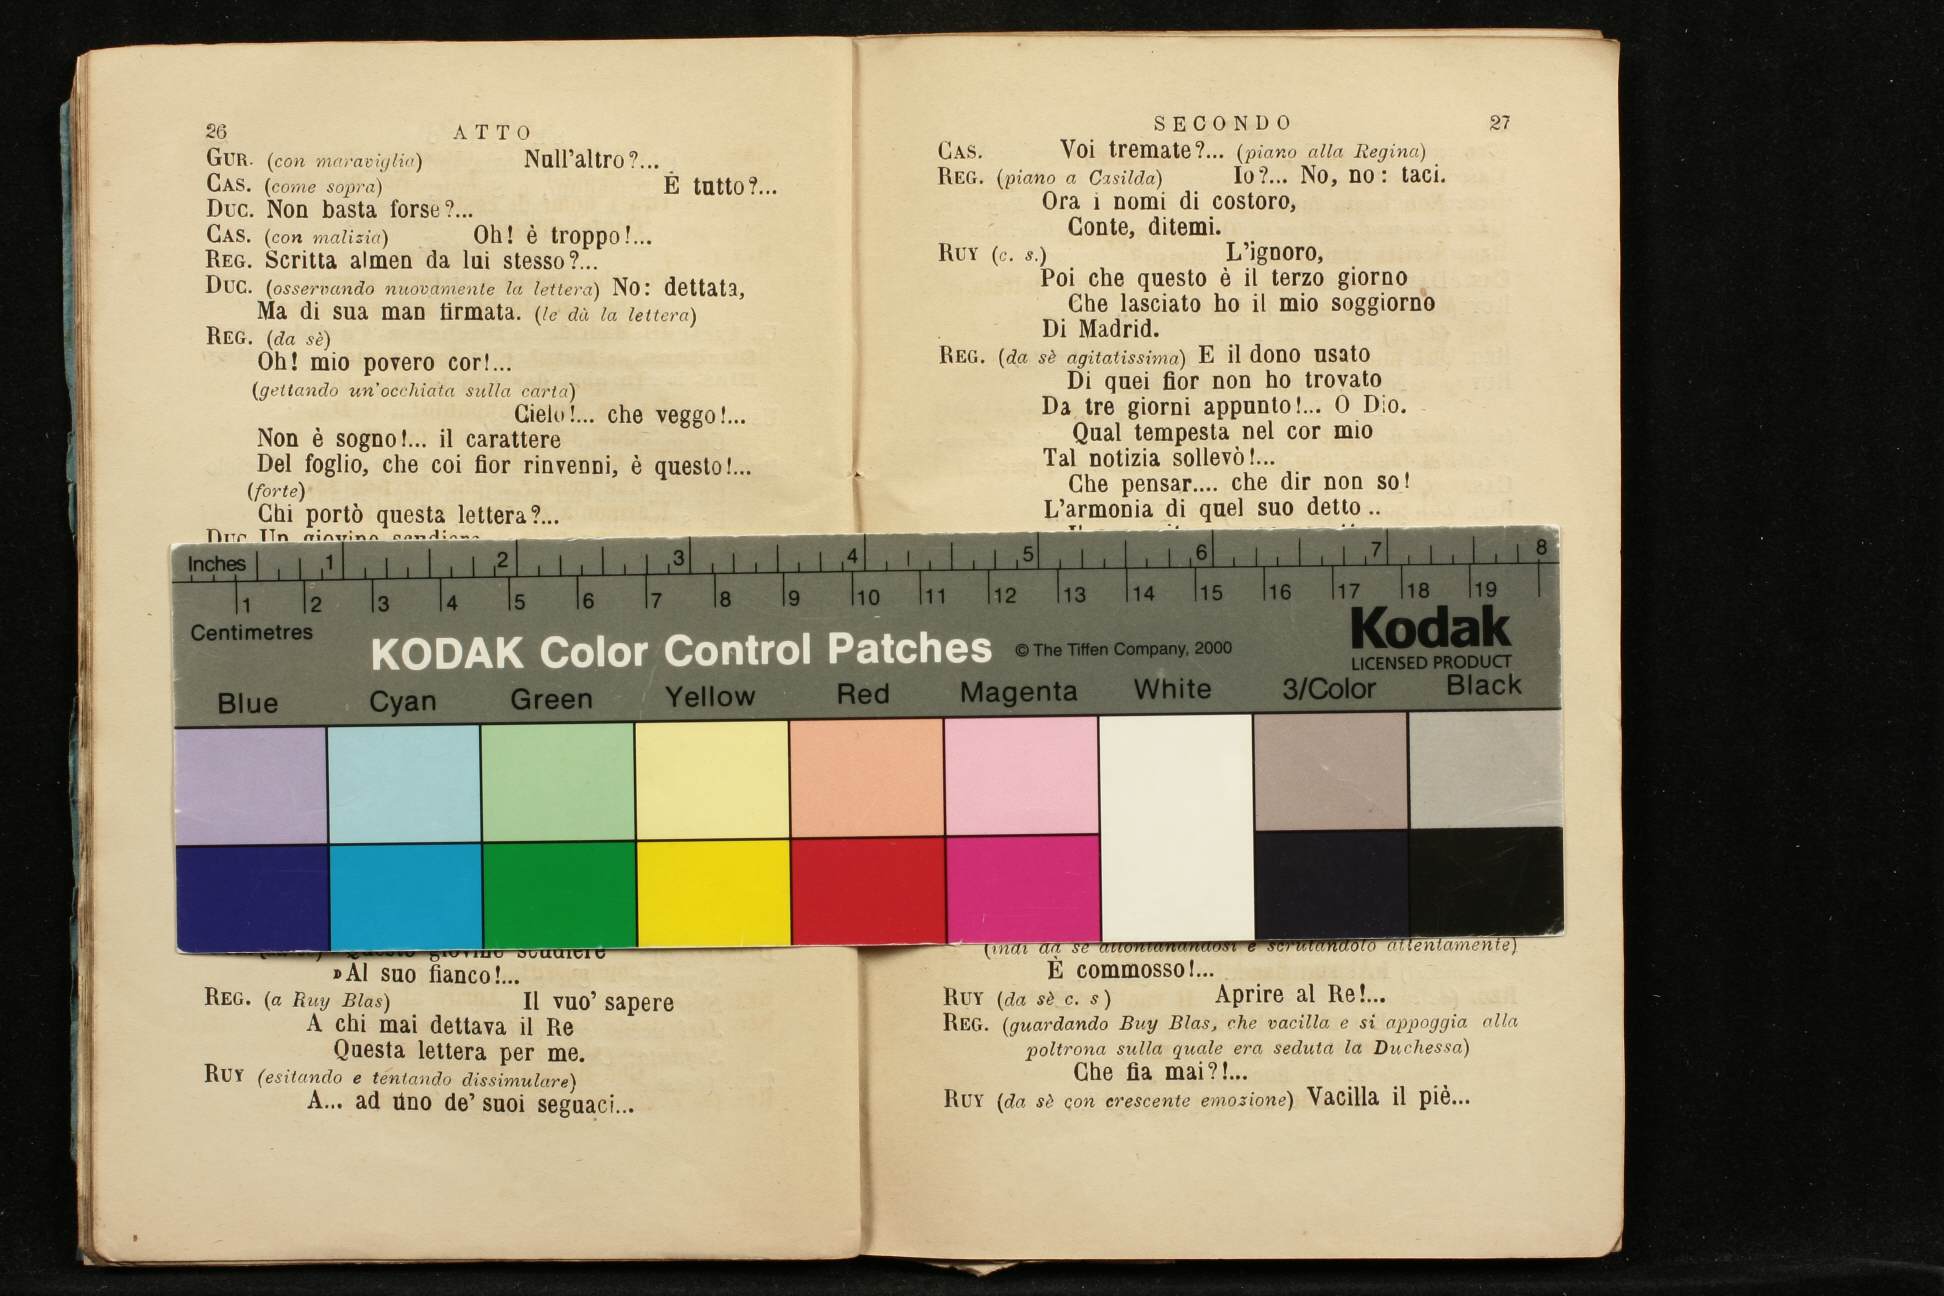 26 ATTO
GUR. (con maraviglia) Null'altro?...
CAS. (come sopra) È tutto?...
DUC. Non basta forse?...
CAS. (con malizia) Oh! è troppo!...
REG. Scritta almen da lui stesso?...
DUC. (osservando nuovamente la lettera) No: dettata,
Ma di sua man firmata. (le dà la lettera)
REG. (da sè)
Oh! mio povero cor!...
(gettando un'occhiata sulla carta)
Cielo!... che veggo!...
Non è sogno!... il carattere
Del foglio, che coi fior rinvenni, è questo!...
(forte)
Chi portò questa lettera?...
DUC. Un giovine scudiere
Questo giovine scudiere
»Al suo fianco!...
REG. (a Ruy Blas) Il vuo' sapere
A chi mai dettava il Re
Questa lettera per me.
RUY (esitando e tentando dissimulare)
A... ad uno de' suoi seguaci...
SECONDO 27
CAS. Voi tremate?... (piano alla Regina)
REG. (piano a Casilda) Io?... No, no: taci.
Ora i nomi di costoro,
Conte, ditemi.
RUY (c. s.) L'ignoro,
Poi che questo è il terzo giorno
Che lasciato ho il mio soggiorno
Di Madrid.
REG. (da sè agitatissima) E il dono usato
Di quei fior non ho trovato
Da tre giorni appunto!... O Dio.
Qual tempesta nel cor mio
Tal notizia sollevò!...
Che pensar.... che dir non so!
L'armonia di quel suo detto ..
(indi da sè allontanandosi e scrutandolo attentamente)
È commosso!...
RUY (da sè c. s) Aprire al Re!...
REG. (guardando Buy Blas, che vacilla e si appoggia alla
poltrona sulla quale era seduta la Duchessa)
Che fia mai?!...
RUY (da sè con crescente emozione) Vacilla il piè...
Inches 1 2 3 4 5 6 7 8
1 2 3 4 5 6 7 8 9 10 11 12 13 14 15 16 17 18 19
Centimetres
KODAK Color Control Patches © The Tiffen Company, 2000
Kodak
LICENSED PRODUCT
Blue Cyan Green Yellow Red Magenta White 3/Color Black